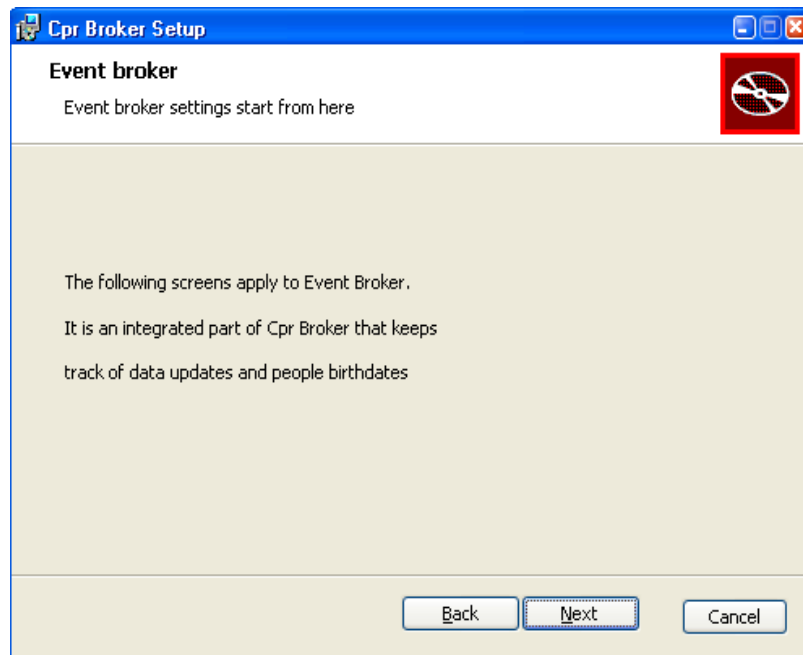 Cpr Broker Setup
Event broker
Event broker settings start from here
The following screens apply to Event Broker.
It is an integrated part of Cpr Broker that keeps
track of data updates and people birthdates
Back Next Cancel